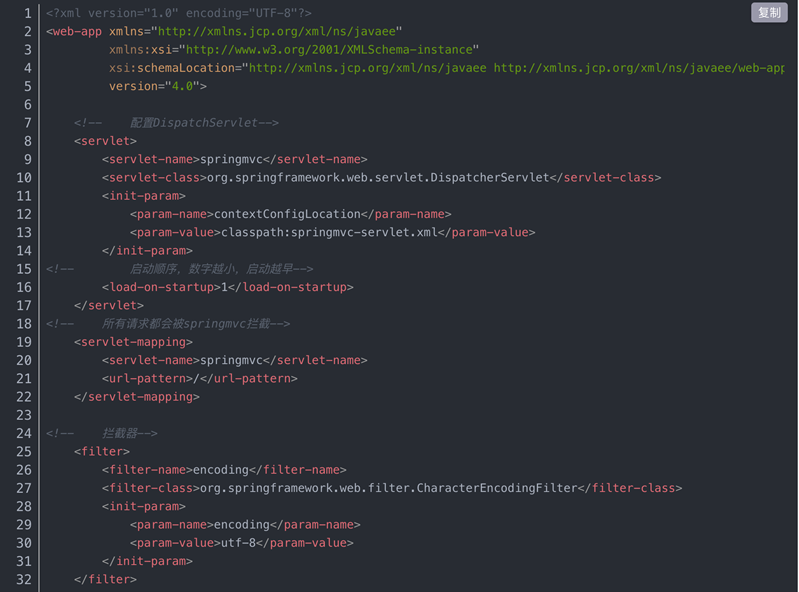 复制
1 <?xml version="1.0" encoding="UTF-8"?>
2 <web-app xmlns="http://xmlns.jcp.org/xml/ns/javaee"
3 xmlns:xsi="http://www.w3.org/2001/XMLSchema-instance"
4 xsi:schemaLocation="http://xmlns.jcp.org/xml/ns/javaee http://xmlns.jcp.org/xml/ns/javaee/web-app
5 version="4.0">
6
7 <!-- 配置DispatchServlet-->
8 <servlet>
9 <servlet-name>springmvc</servlet-name>
10 <servlet-class>org.springframework.web.servlet.DispatcherServlet</servlet-class>
11 <init-param>
12 <param-name>contextConfigLocation</param-name>
13 <param-value>classpath:springmvc-servlet.xml</param-value>
14 </init-param>
15 <!-- 启动顺序，数字越小，启动越早-->
16 <load-on-startup>1</load-on-startup>
17 </servlet>
18 <!-- 所有请求都会被springmvc拦截-->
19 <servlet-mapping>
20 <servlet-name>springmvc</servlet-name>
21 <url-pattern>/</url-pattern>
22 </servlet-mapping>
23
24 <!-- 拦截器-->
25 <filter>
26 <filter-name>encoding</filter-name>
27 <filter-class>org.springframework.web.filter.CharacterEncodingFilter</filter-class>
28 <init-param>
29 <param-name>encoding</param-name>
30 <param-value>utf-8</param-value>
31 </init-param>
32 </filter>